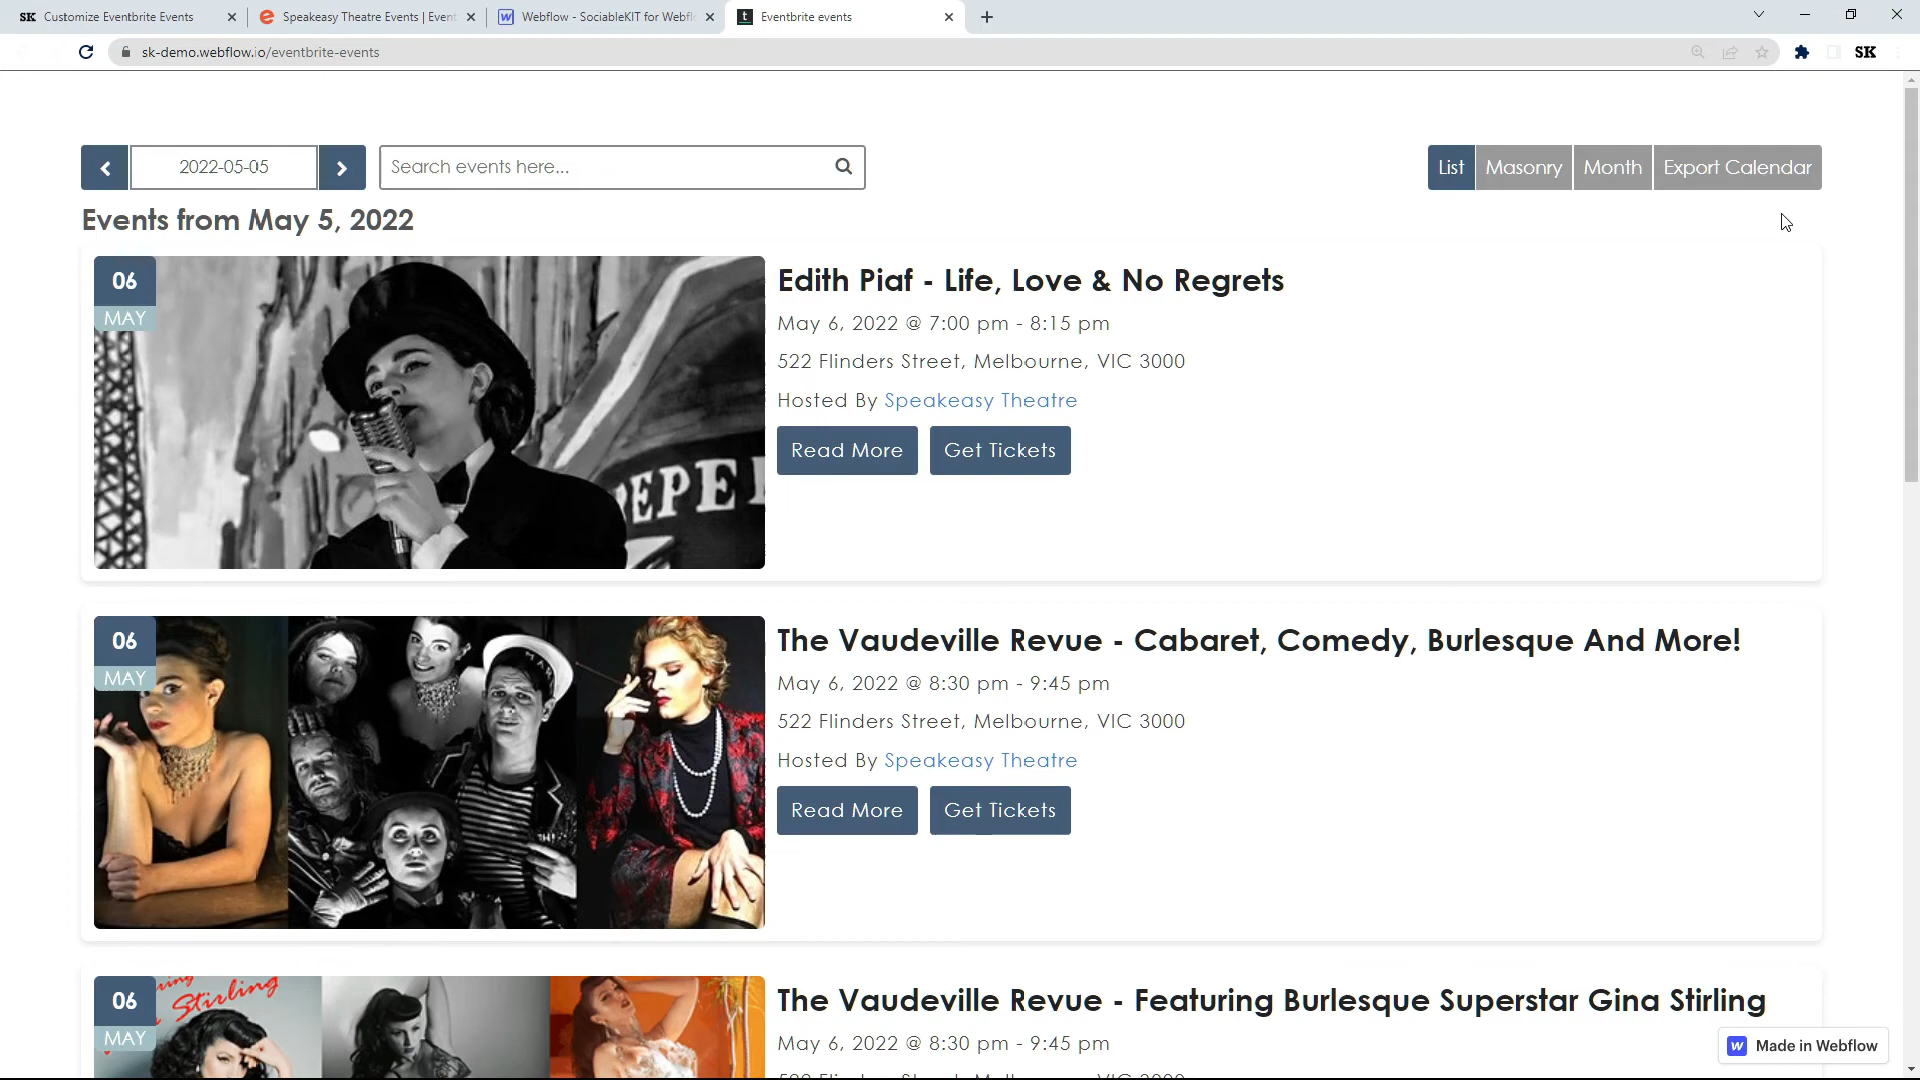 SK Customize Eventbrite Events
Speakeasy Theatre Events | Event
Webflow - SociableKIT for Webfl
Eventbrite events
sk-demo.webflow.io/eventbrite-events
SK
2022-05-05
Search events here...
List
Masonry
Month
Export Calendar
Events from May 5, 2022
06
MAY
EPE
Edith Piaf - Life, Love & No Regrets
May 6, 2022 @ 7:00 pm - 8:15 pm
522 Flinders Street, Melbourne, VIC 3000
Hosted By Speakeasy Theatre
Read More
Get Tickets
06
MAY
The Vaudeville Revue - Cabaret, Comedy, Burlesque And More!
May 6, 2022 @ 8:30 pm - 9:45 pm
522 Flinders Street, Melbourne, VIC 3000
Hosted By Speakeasy Theatre
Read More
Get Tickets
06
MAY
Stirling
The Vaudeville Revue - Featuring Burlesque Superstar Gina Stirling
May 6, 2022 @ 8:30 pm - 9:45 pm
Made in Webflow